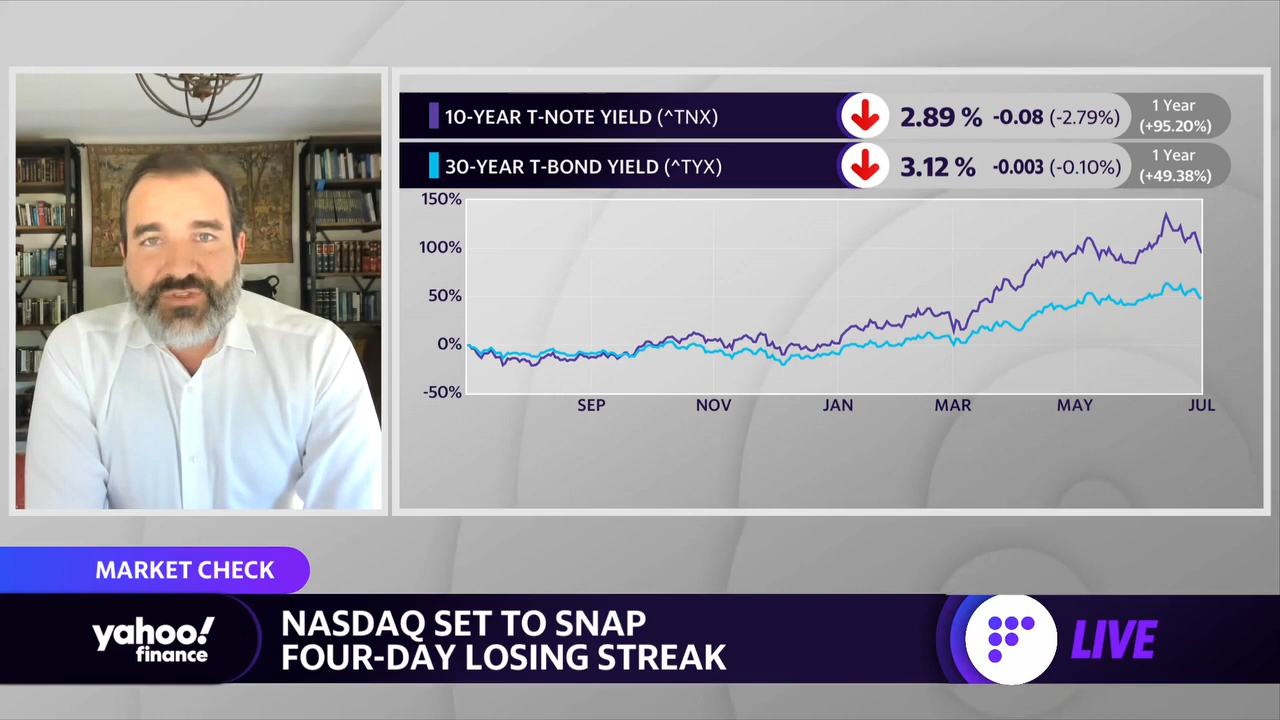 10-YEAR T-NOTE YIELD (^TNX) 2.89 % -0.08 (-2.79%) 1 Year (+95.20%)
30-YEAR T-BOND YIELD (^TYX) 3.12 % -0.003 (-0.10%) 1 Year (+49.38%)
150%
100%
50%
0%
-50%
SEP NOV JAN MAR MAY JUL
MARKET CHECK
yahoo!
finance
NASDAQ SET TO SNAP
FOUR-DAY LOSING STREAK
LIVE